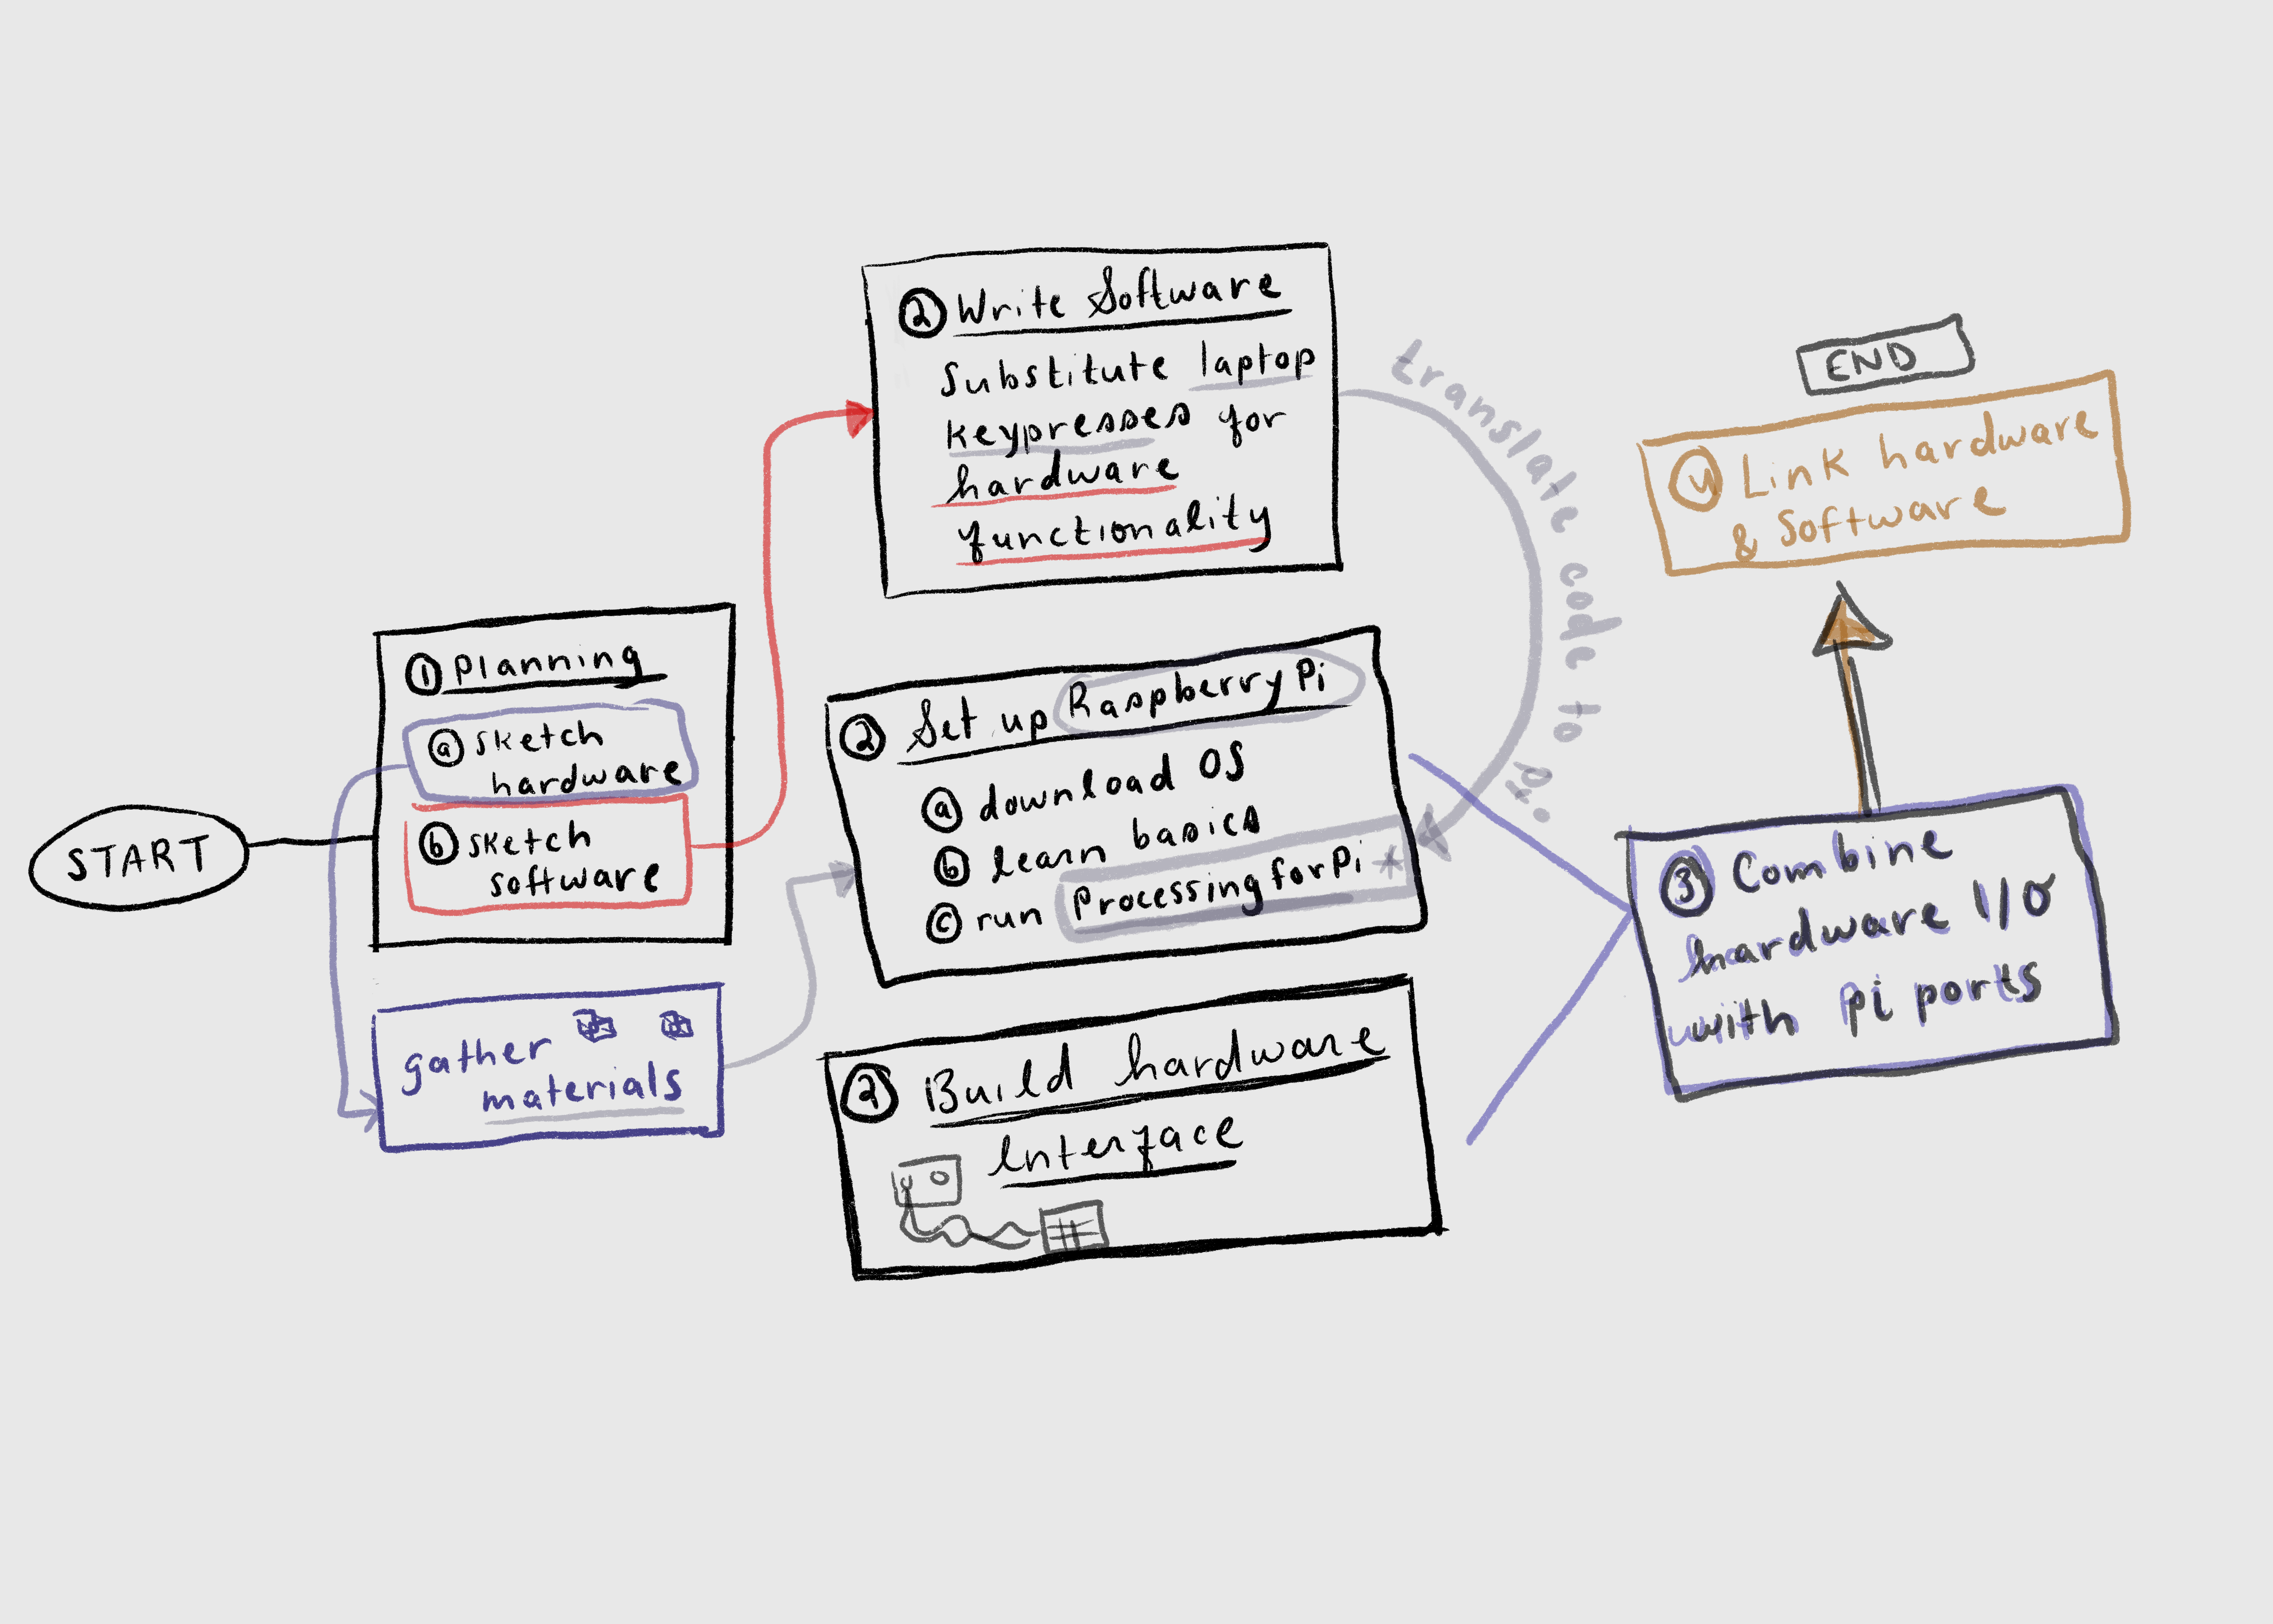 START
① Planning
ⓐ sketch
hardware
ⓑ sketch
software
gather
materials
② Write Software
Substitute laptop
keypresses for
hardware
functionality
translate code to pi
② Set up Raspberry Pi
ⓐ download OS
ⓑ learn basics
ⓒ run Processing for Pi *
② Build hardware
Interface
③ Combine
hardware I/O
with pi ports
END
④ Link hardware
& Software